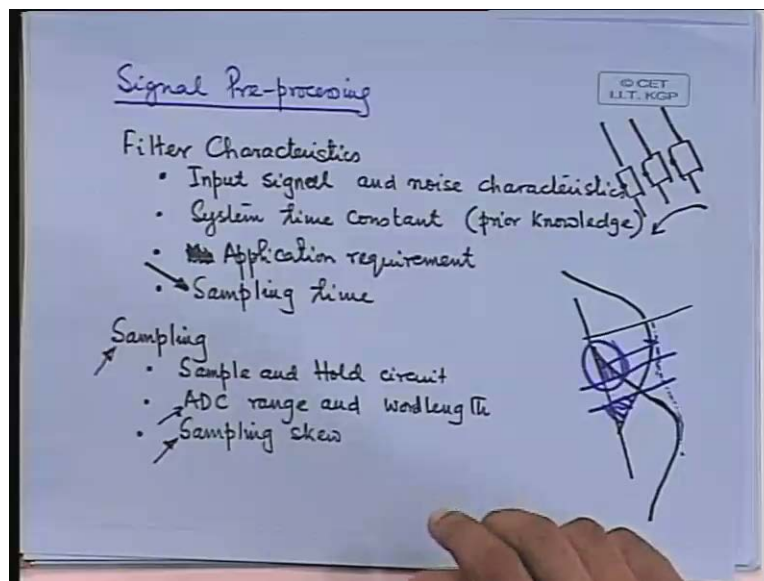 Signal Pre-processing
© CET
I.I.T. KGP
Filter Characteristics
• Input signal and noise characteristics
• System time constant (prior knowledge)
• Application requirement
• Sampling time
Sampling
• Sample and Hold circuit
• ADC range and wordlength
• Sampling skew